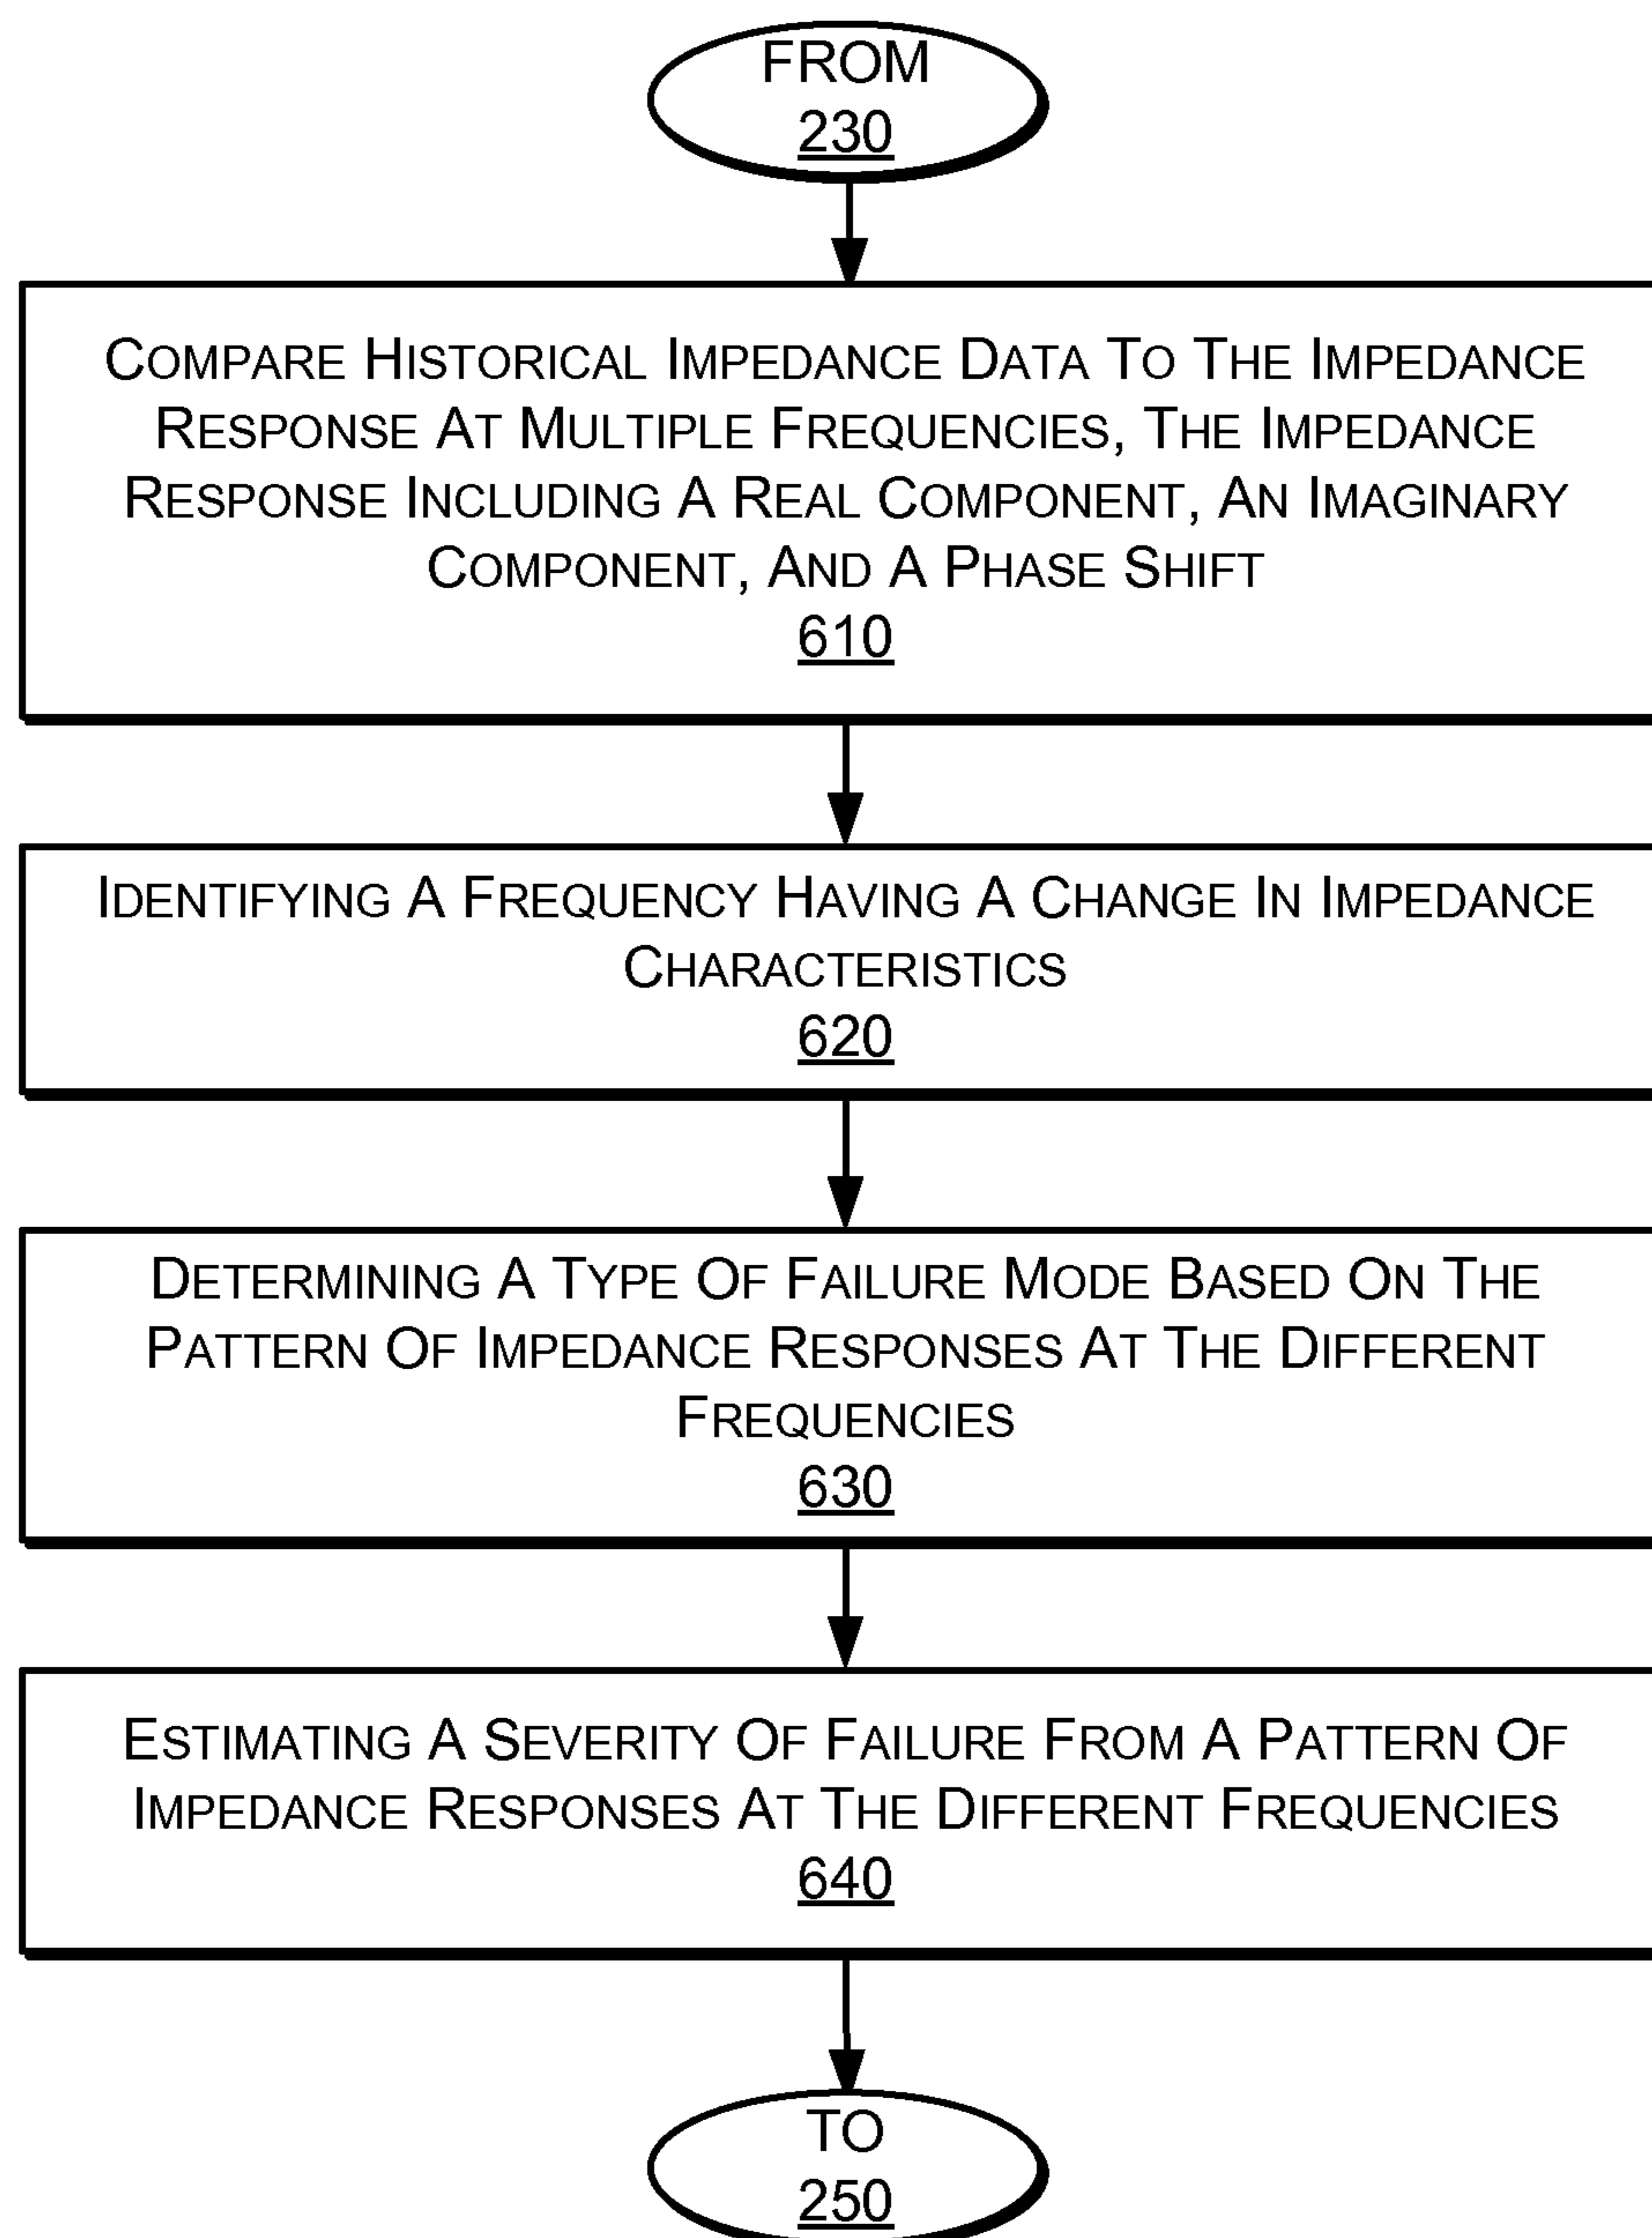 FROM
230
COMPARE HISTORICAL IMPEDANCE DATA TO THE IMPEDANCE
RESPONSE AT MULTIPLE FREQUENCIES, THE IMPEDANCE
RESPONSE INCLUDING A REAL COMPONENT, AN IMAGINARY
COMPONENT, AND A PHASE SHIFT
610
IDENTIFYING A FREQUENCY HAVING A CHANGE IN IMPEDANCE
CHARACTERISTICS
620
DETERMINING A TYPE OF FAILURE MODE BASED ON THE
PATTERN OF IMPEDANCE RESPONSES AT THE DIFFERENT
FREQUENCIES
630
ESTIMATING A SEVERITY OF FAILURE FROM A PATTERN OF
IMPEDANCE RESPONSES AT THE DIFFERENT FREQUENCIES
640
TO
250